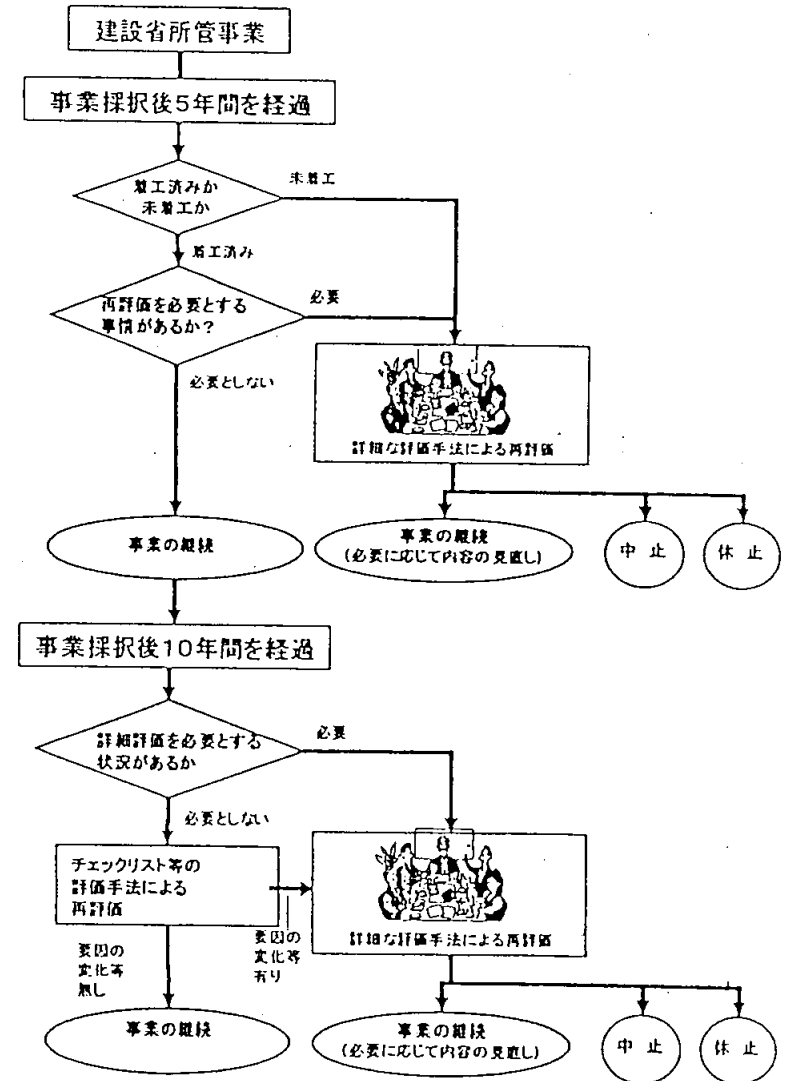 建設省所管事業
事業採択後5年間を経過
着工済みか
未着工か
未着工
着工済み
再評価を必要とする
事情があるか？
必要
必要としない
詳細な評価手法による再評価
事業の継続
事業の継続
(必要に応じて内容の見直し)
中 止
休 止
事業採択後10年間を経過
詳細評価を必要とする
状況があるか
必要
必要としない
チェックリスト等の
評価手法による
再評価
要因の
変化等
有り
詳細な評価手法による再評価
要因の
変化等
無し
事業の継続
事業の継続
(必要に応じて内容の見直し)
中 止
休 止